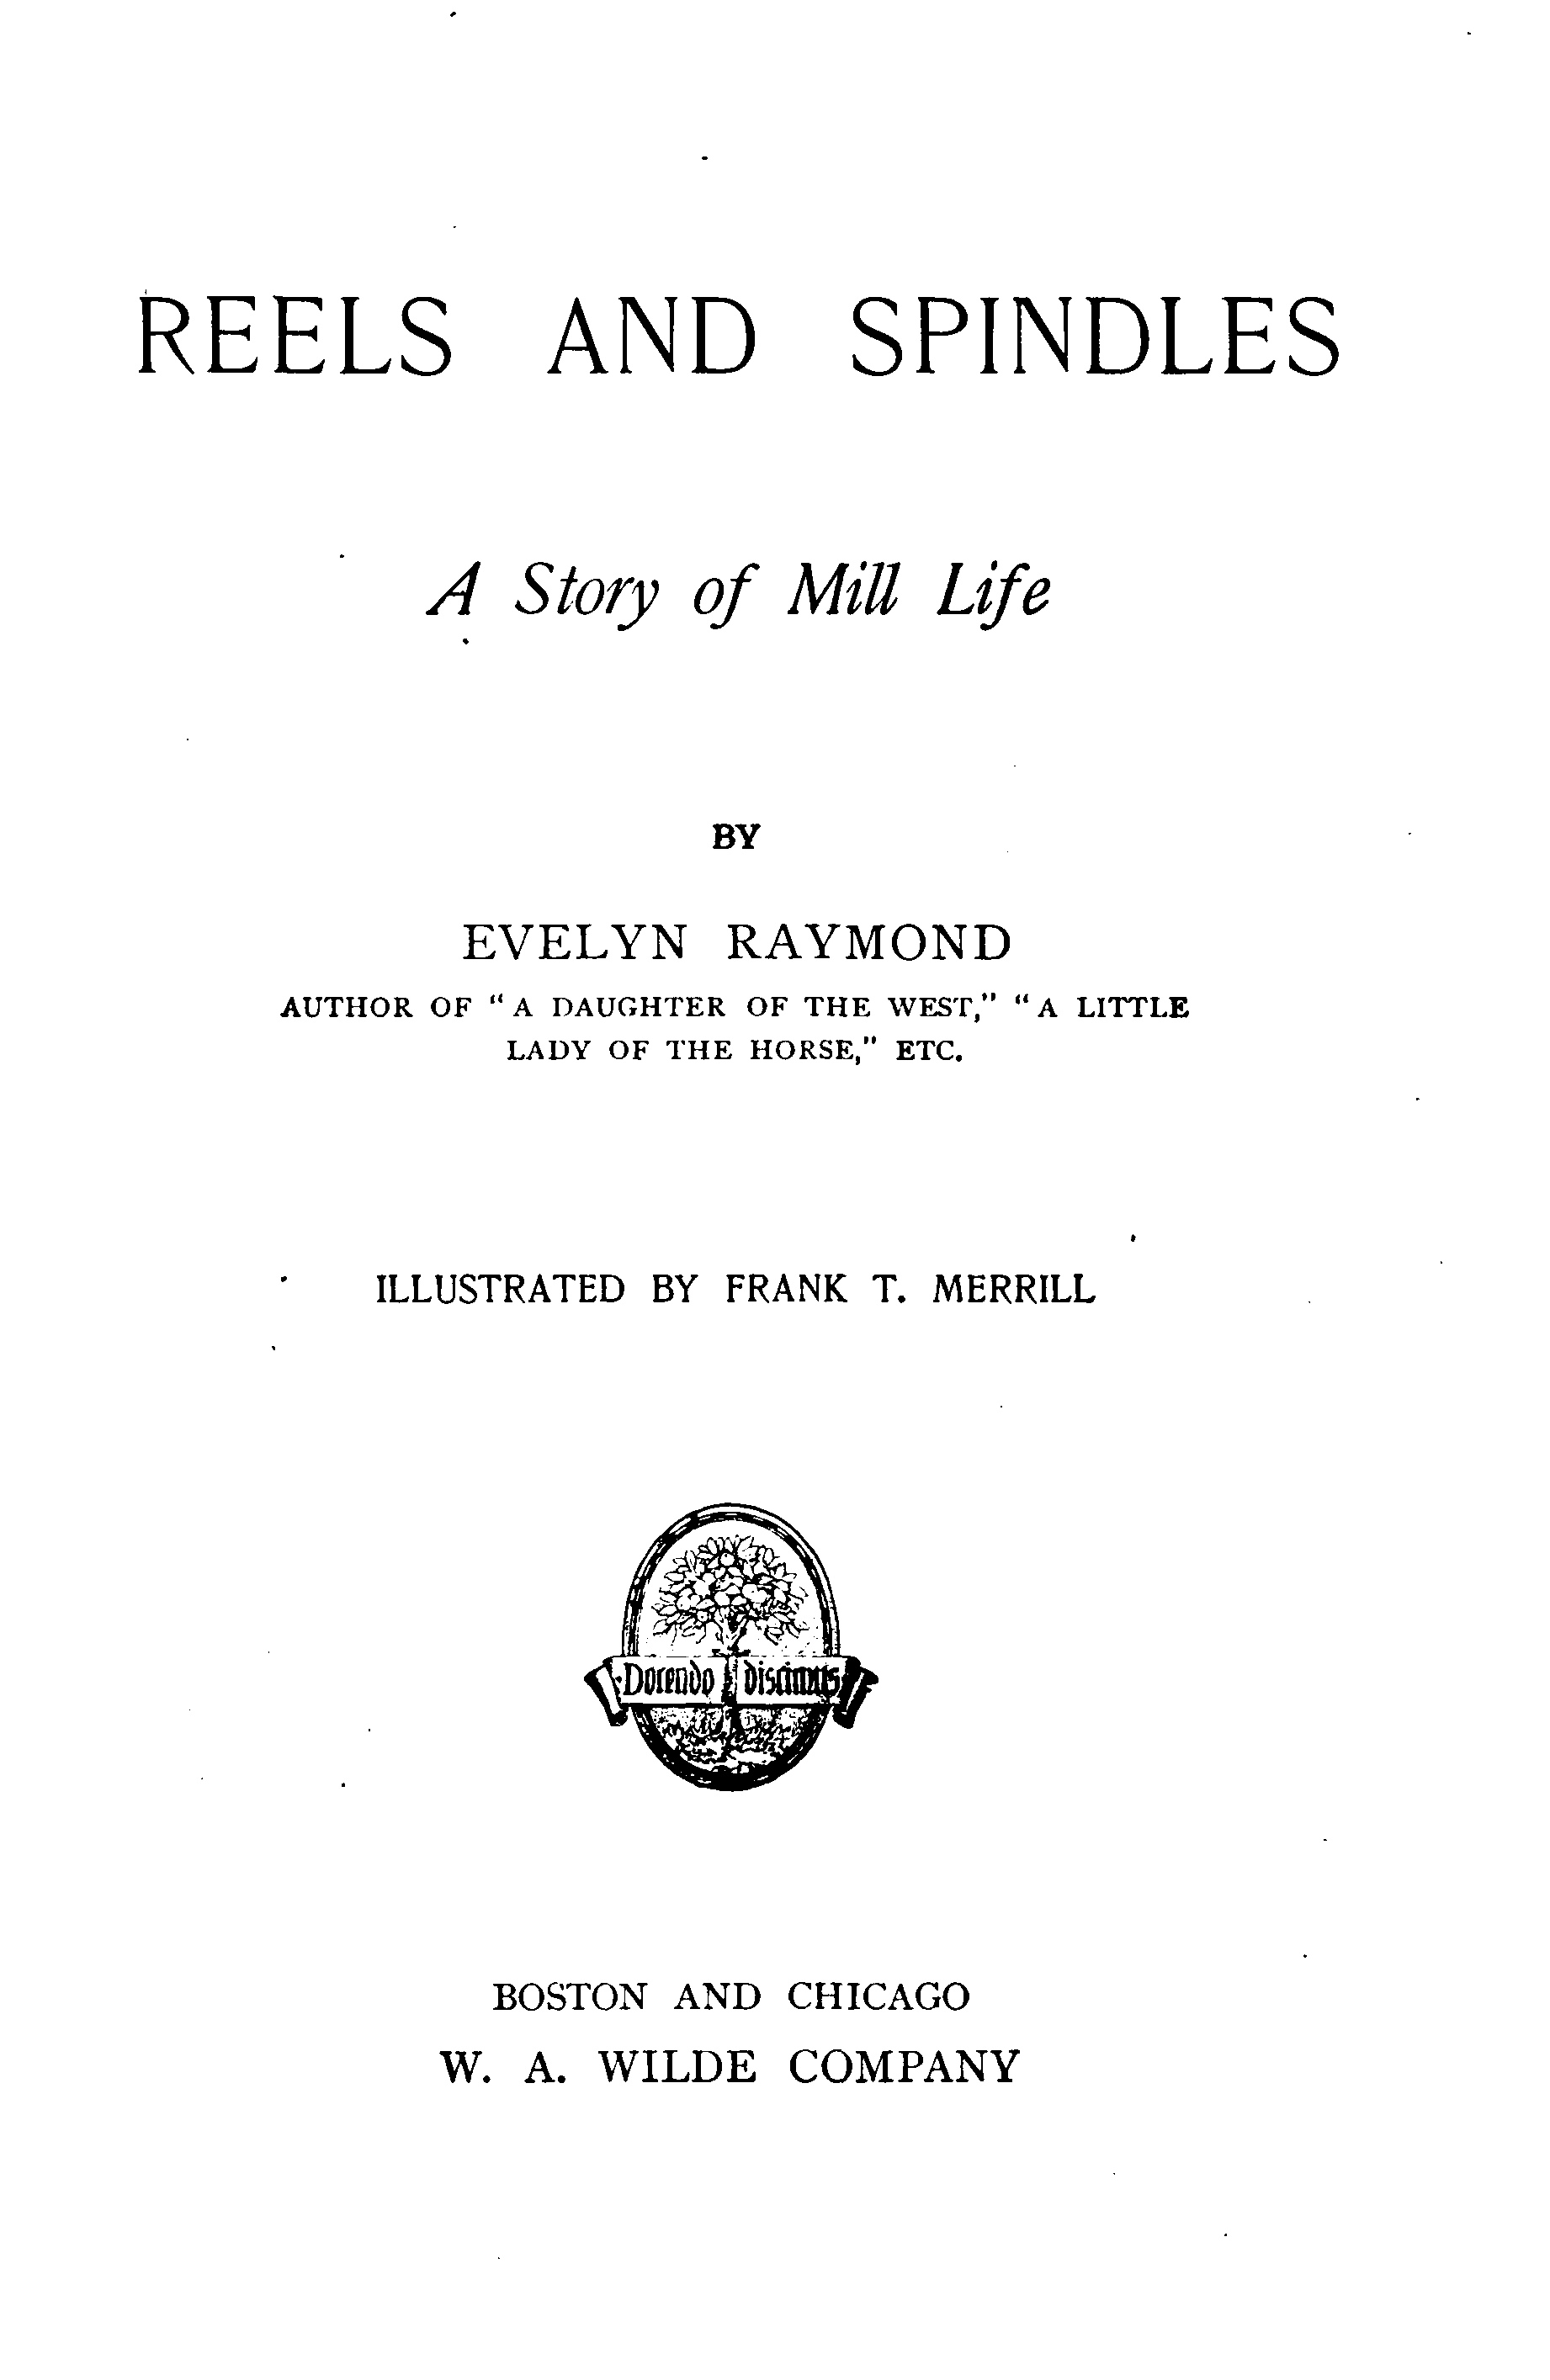 REELS AND SPINDLES
A Story of Mill Life
BY
EVELYN RAYMOND
AUTHOR OF "A DAUGHTER OF THE WEST," "A LITTLE
LADY OF THE HORSE," ETC.
ILLUSTRATED BY FRANK T. MERRILL
Docendo discimus
BOSTON AND CHICAGO
W. A. WILDE COMPANY